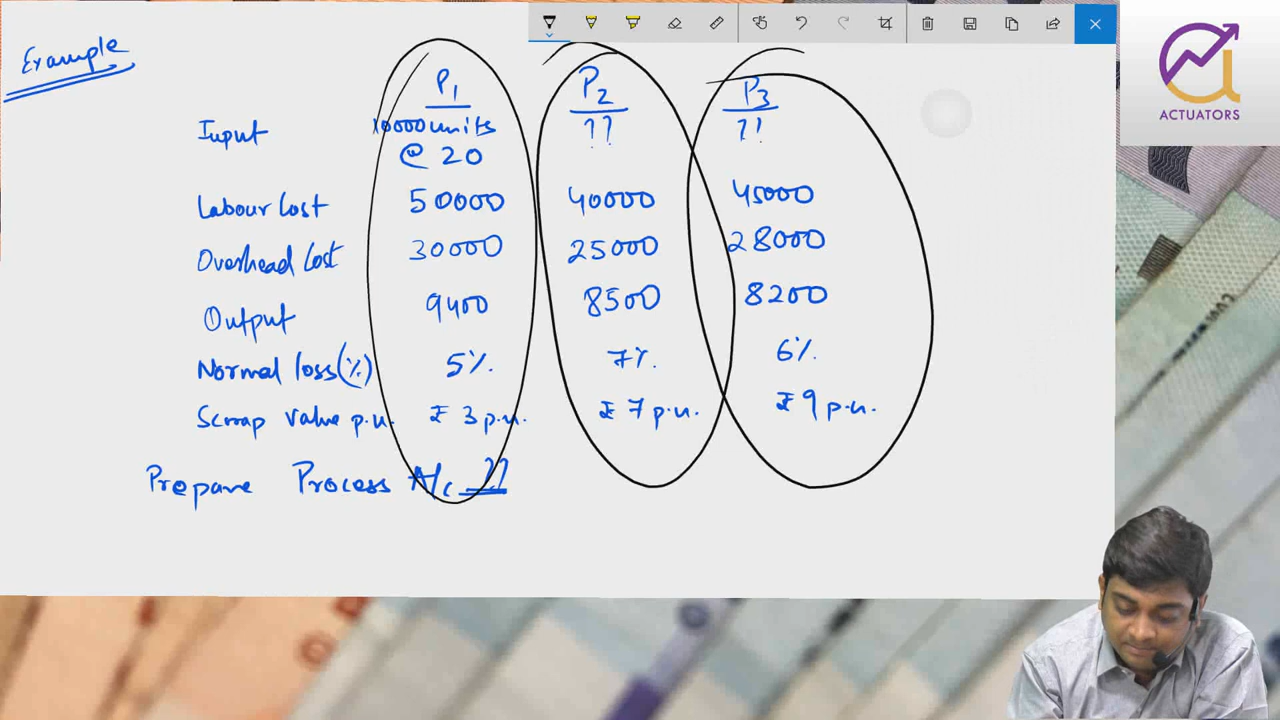 Example
P1 P2 P3
Input 10000 units ?? ??
@ 20
Labour Cost 50000 40000 45000
Overhead Cost 30000 25000 28000
Output 9400 8500 8200
Normal loss(%) 5% 7% 6%
Scrap value p.u. ₹ 3 p.u. ₹ 7 p.u. ₹ 9 p.u.
Prepare Process A/c ??
ACTUATORS